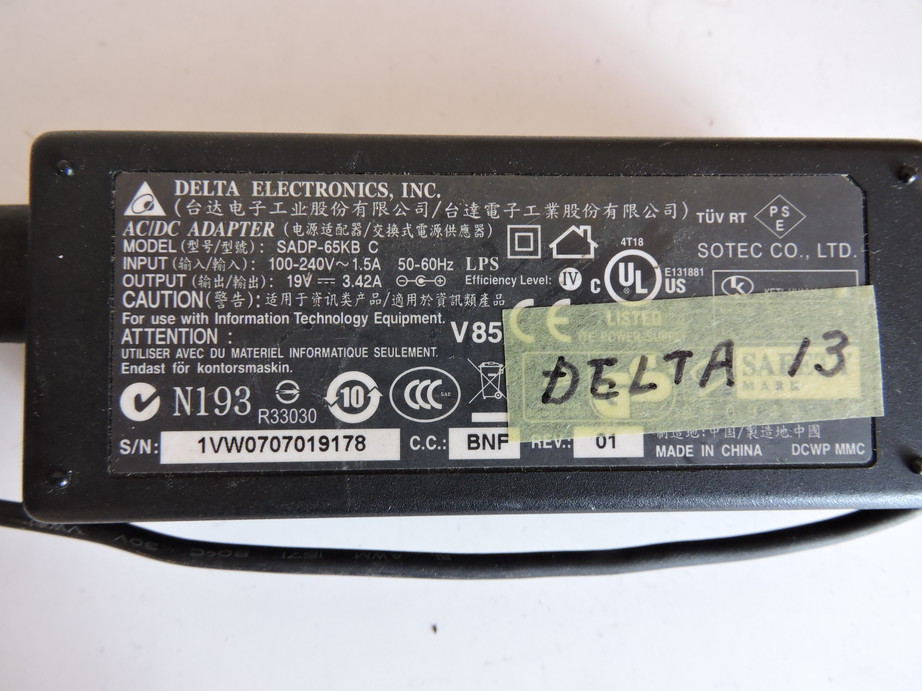 DELTA ELECTRONICS, INC.
(台达电子工业股份有限公司/台達電子工業股份有限公司)
AC/DC ADAPTER (电源适配器/交換式電源供應器)
MODEL(型号/型號): SADP-65KB C
INPUT (输入/輸入): 100-240V~1.5A 50-60Hz LPS
OUTPUT (输出/輸出): 19V 3.42A
Efficiency Level: IV
CAUTION(警告): 适用于资讯类产品/適用於資訊類產品
For use with Information Technology Equipment.
ATTENTION :
UTILISER AVEC DU MATERIEL INFORMATIQUE SEULEMENT.
Endast för kontorsmaskin.
V85
TÜV RT
PSE
SOTEC CO., LTD.
4T18
C UL US
E131881
LISTED
CE
DELTA 13
MARK
N193
R33030
10
CCC
S/N: 1VW0707019178
C.C.: BNF
REV.: 01
制造地:中国/製造地:中國
MADE IN CHINA DCWP MMC